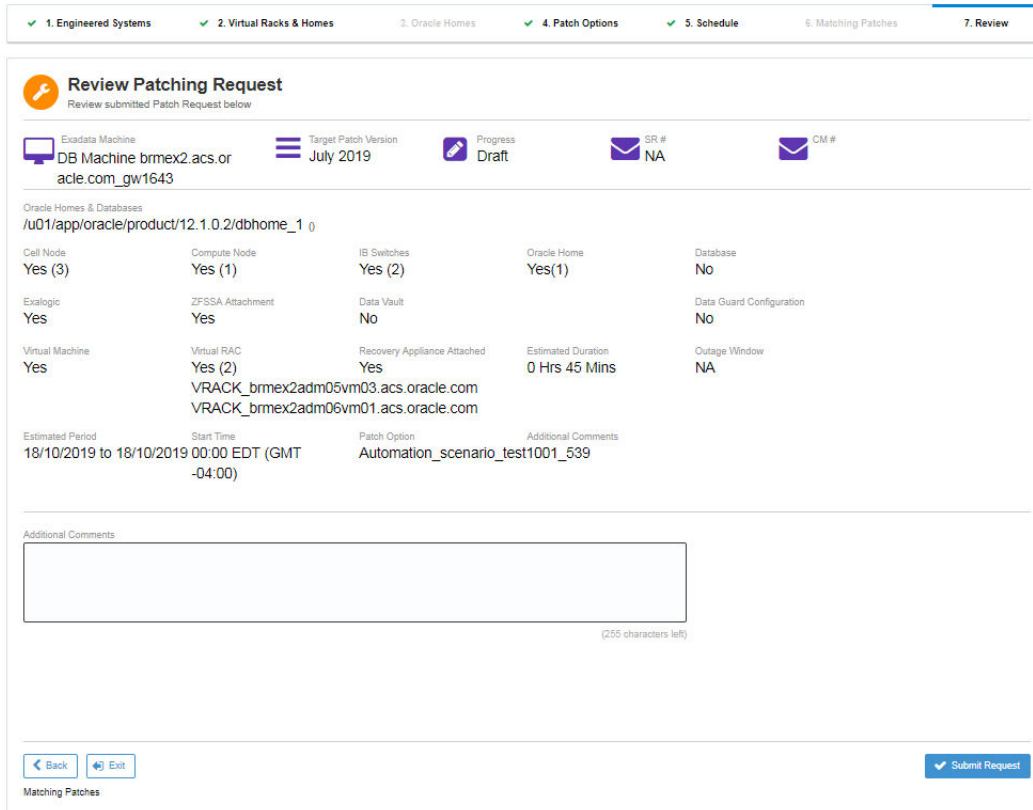 1. Engineered Systems 2. Virtual Racks & Homes 3. Oracle Homes 4. Patch Options 5. Schedule 6. Matching Patches 7. Review
Review Patching Request
Review submitted Patch Request below
Exadata Machine Target Patch Version Progress SR # CM #
DB Machine brmex2.acs.or July 2019 Draft NA
acle.com_gw1643
Oracle Homes & Databases
/u01/app/oracle/product/12.1.0.2/dbhome_1 ()
Cell Node Compute Node IB Switches Oracle Home Database
Yes (3) Yes (1) Yes (2) Yes(1) No
Exalogic ZFSSA Attachment Data Vault Data Guard Configuration
Yes Yes No No
Virtual Machine Virtual RAC Recovery Appliance Attached Estimated Duration Outage Window
Yes Yes (2) Yes 0 Hrs 45 Mins NA
VRACK_brmex2adm05vm03.acs.oracle.com
VRACK_brmex2adm06vm01.acs.oracle.com
Estimated Period Start Time Patch Option Additional Comments
18/10/2019 to 18/10/2019 00:00 EDT (GMT Automation_scenario_test1001_539
-04:00)
Additional Comments
(255 characters left)
Back Exit Submit Request
Matching Patches